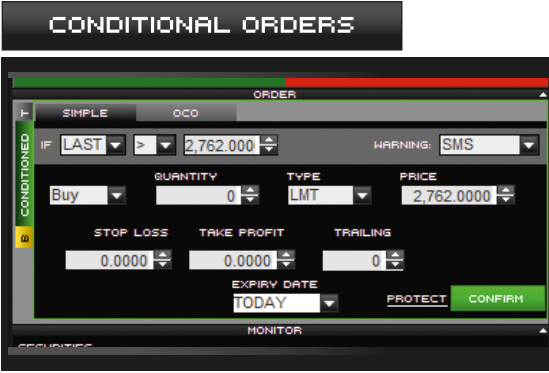 CONDITIONAL ORDERS
ORDER
T
SIMPLE OCO
CONDITIONED
IF LAST > 2,762.000 WARNING: SMS
QUANTITY TYPE PRICE
Buy 0 LMT 2,762.0000
B
STOP LOSS TAKE PROFIT TRAILING
0.0000 0.0000 0
EXPIRY DATE
TODAY PROTECT CONFIRM
MONITOR
SECURITIES